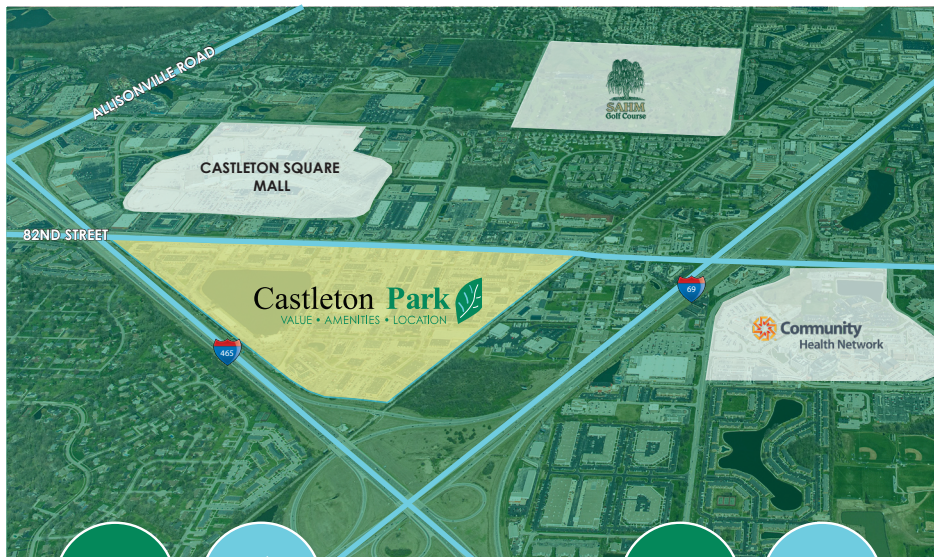 ALLISONVILLE ROAD
SAHM
Golf Course
CASTLETON SQUARE
MALL
82ND STREET
Castleton Park
VALUE • AMENITIES • LOCATION
69
465
Community
Health Network